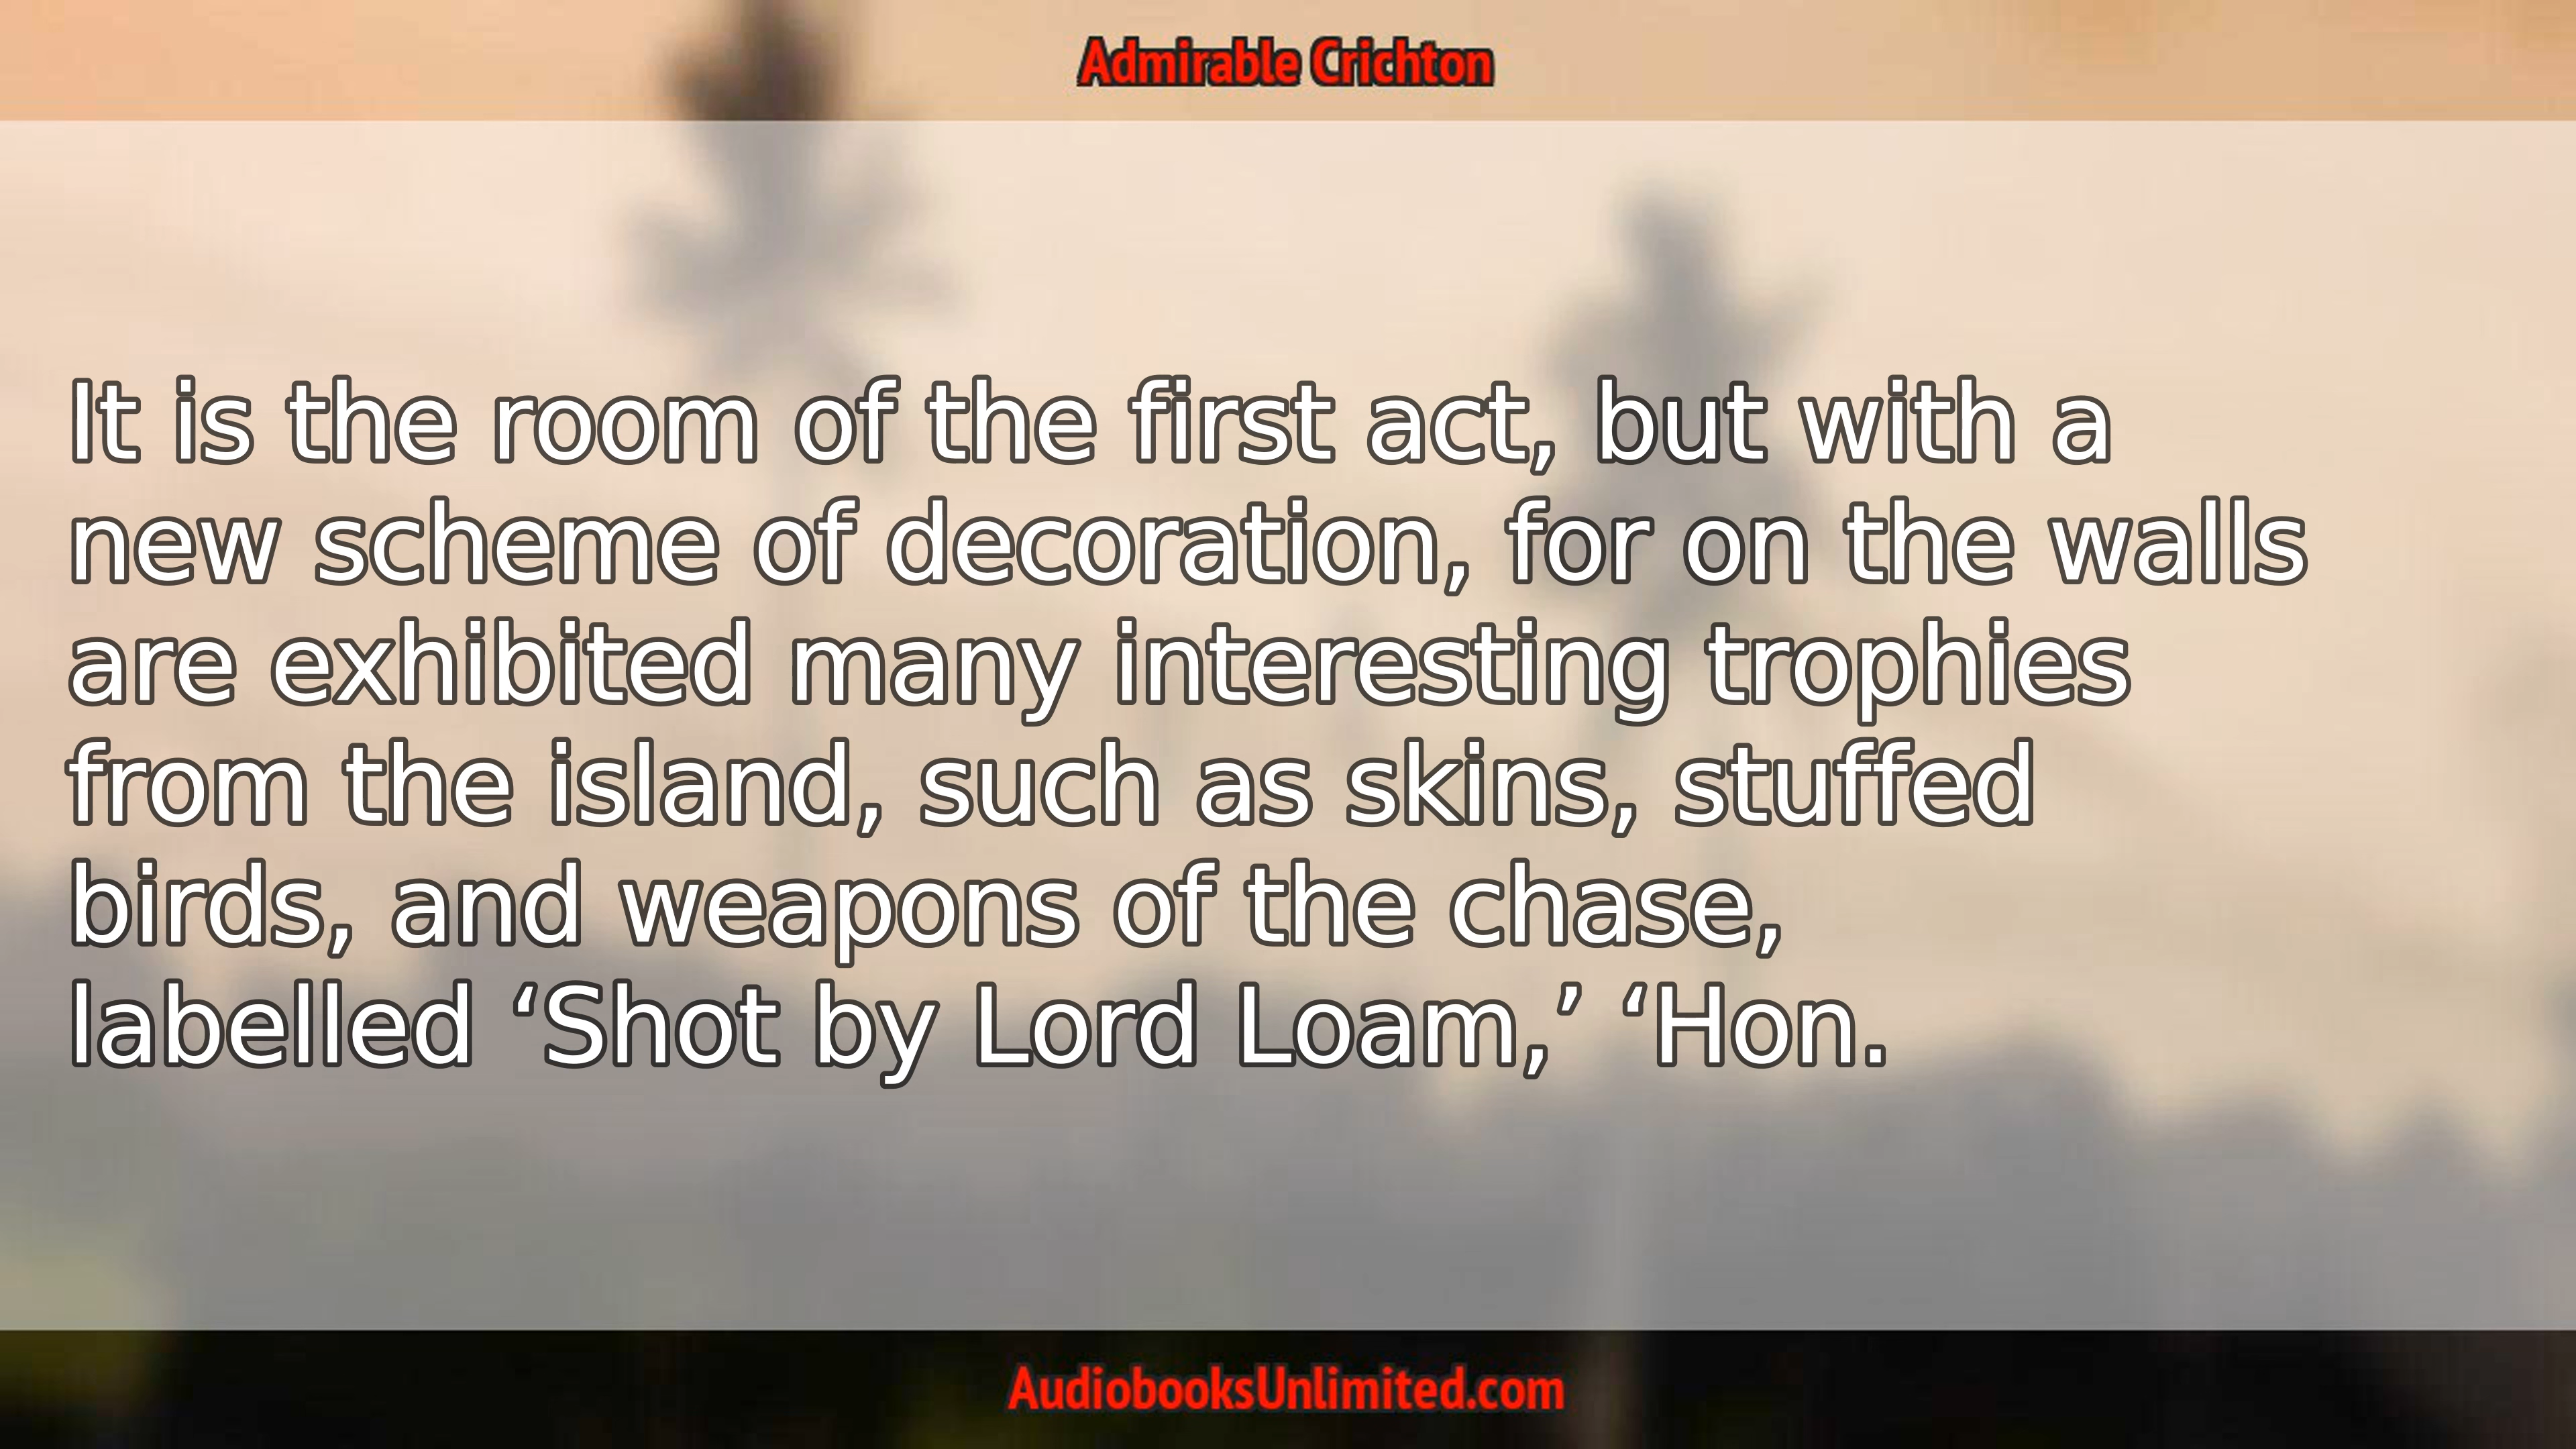 Admirable Crichton
It is the room of the first act, but with a
new scheme of decoration, for on the walls
are exhibited many interesting trophies
from the island, such as skins, stuffed
birds, and weapons of the chase,
labelled ‘Shot by Lord Loam,’ ‘Hon.
AudiobooksUnlimited.com